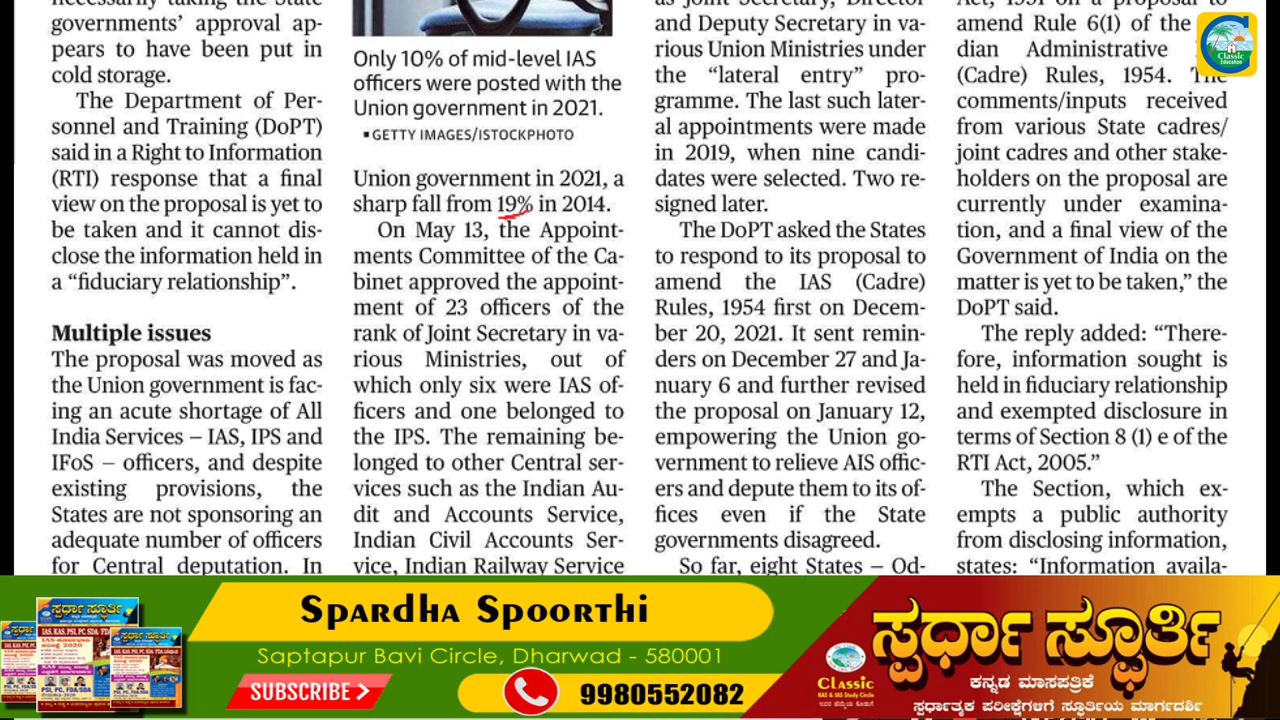 necessarily taking the State
governments' approval ap-
pears to have been put in
cold storage.
The Department of Per-
sonnel and Training (DoPT)
said in a Right to Information
(RTI) response that a final
view on the proposal is yet to
be taken and it cannot dis-
close the information held in
a “fiduciary relationship”.
Multiple issues
The proposal was moved as
the Union government is fac-
ing an acute shortage of All
India Services – IAS, IPS and
IFoS – officers, and despite
existing provisions, the
States are not sponsoring an
adequate number of officers
for Central deputation. In
Only 10% of mid-level IAS
officers were posted with the
Union government in 2021.
▪ GETTY IMAGES/ISTOCKPHOTO
Union government in 2021, a
sharp fall from 19% in 2014.
On May 13, the Appoint-
ments Committee of the Ca-
binet approved the appoint-
ment of 23 officers of the
rank of Joint Secretary in va-
rious Ministries, out of
which only six were IAS of-
ficers and one belonged to
the IPS. The remaining be-
longed to other Central ser-
vices such as the Indian Au-
dit and Accounts Service,
Indian Civil Accounts Ser-
vice, Indian Railway Service
as Joint Secretary, Director
and Deputy Secretary in va-
rious Union Ministries under
the “lateral entry” pro-
gramme. The last such later-
al appointments were made
in 2019, when nine candi-
dates were selected. Two re-
signed later.
The DoPT asked the States
to respond to its proposal to
amend the IAS (Cadre)
Rules, 1954 first on Decem-
ber 20, 2021. It sent remin-
ders on December 27 and Ja-
nuary 6 and further revised
the proposal on January 12,
empowering the Union go-
vernment to relieve AIS offic-
ers and depute them to its of-
fices even if the State
governments disagreed.
So far, eight States – Od-
Act, 1951 on a proposal to
amend Rule 6(1) of the
dian Administrative
(Cadre) Rules, 1954. The
comments/inputs received
from various State cadres/
joint cadres and other stake-
holders on the proposal are
currently under examina-
tion, and a final view of the
Government of India on the
matter is yet to be taken,” the
DoPT said.
The reply added: “There-
fore, information sought is
held in fiduciary relationship
and exempted disclosure in
terms of Section 8 (1) e of the
RTI Act, 2005.”
The Section, which ex-
empts a public authority
from disclosing information,
states: “Information availa-
Classic
Education
Spardha Spoorthi
Saptapur Bavi Circle, Dharwad - 580001
SUBSCRIBE >
9980552082
ಸ್ಪರ್ಧಾ ಸ್ಫೂರ್ತಿ
Classic
KAS & IAS Study Circle
ಸ್ಪರ್ಧಾ ಸ್ಫೂರ್ತಿ
ಕನ್ನಡ ಮಾಸಪತ್ರಿಕೆ
ಸ್ಪರ್ಧಾತ್ಮಕ ಪರೀಕ್ಷೆಗಳಿಗೆ ಸ್ಫೂರ್ತಿಯ ಮಾರ್ಗದರ್ಶಿ